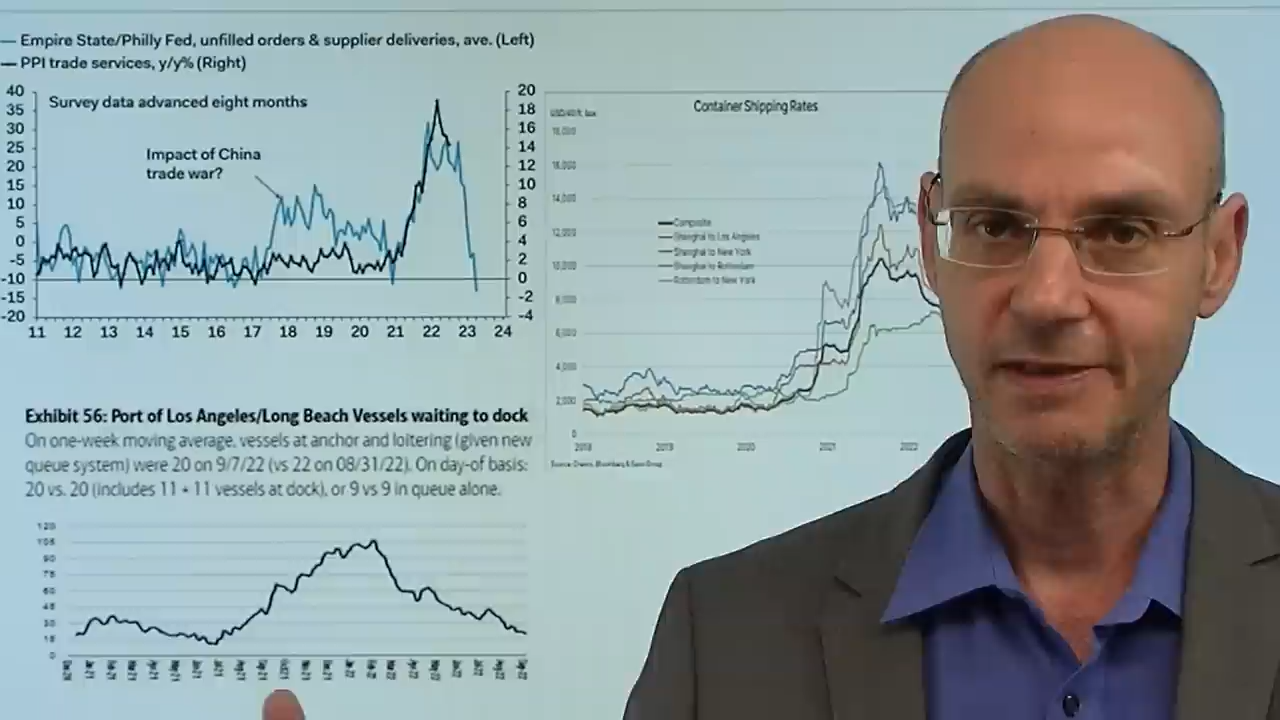 Empire State/Philly Fed, unfilled orders & supplier deliveries, ave. (Left)
PPI trade services, y/y% (Right)
Survey data advanced eight months
Impact of China
trade war?
40
35
30
25
20
15
10
5
0
-5
-10
-15
-20
20
18
16
14
12
10
8
6
4
2
0
-2
-4
11 12 13 14 15 16 17 18 19 20 21 22 23 24
Container Shipping Rates
USD/40 ft. box
16,000
14,000
12,000
10,000
8,000
6,000
4,000
2,000
0
Composite
Shanghai to Los Angeles
Shanghai to New York
Shanghai to Rotterdam
Rotterdam to New York
2018 2019 2020 2021 2022
Exhibit 56: Port of Los Angeles/Long Beach Vessels waiting to dock
On one-week moving average, vessels at anchor and loitering (given new
queue system) were 20 on 9/7/22 (vs 22 on 08/31/22). On day-of basis:
20 vs. 20 (includes 11 + 11 vessels at dock), or 9 vs 9 in queue alone.
120
105
90
75
60
45
30
15
0